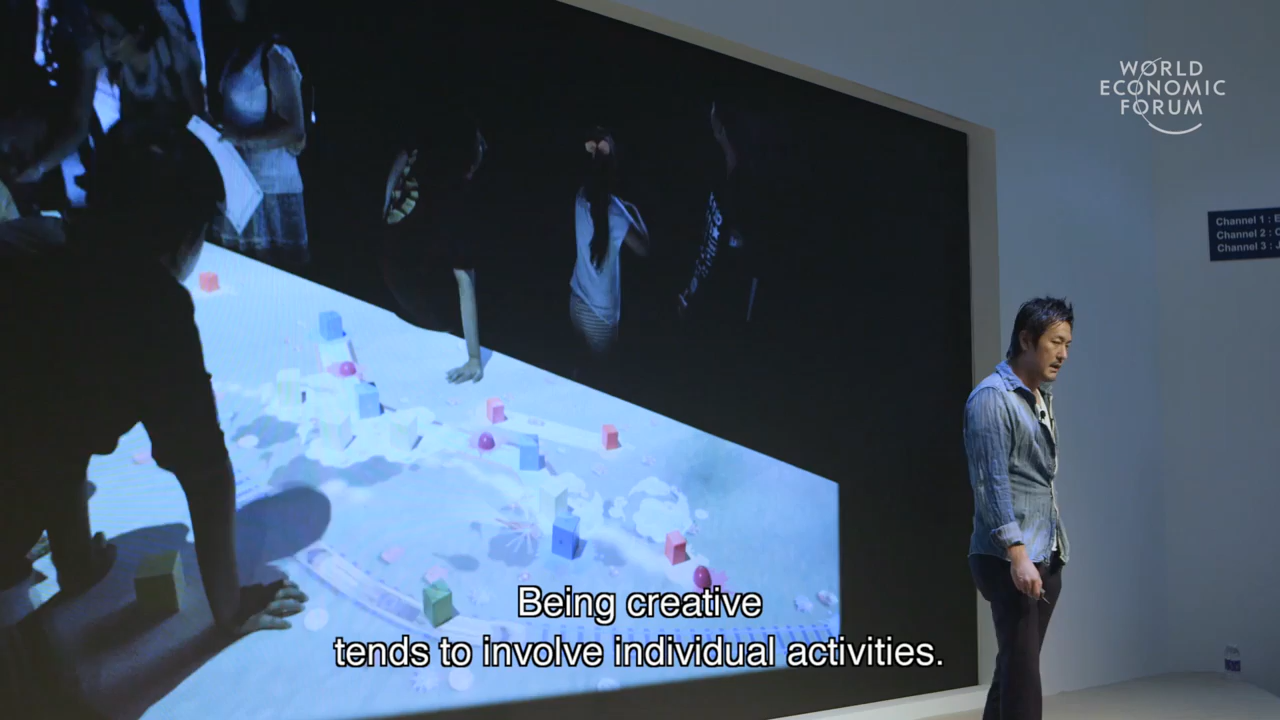 WORLD
ECONOMIC
FORUM
Channel 1 : E
Channel 2 : C
Channel 3 : J
Being creative
tends to involve individual activities.